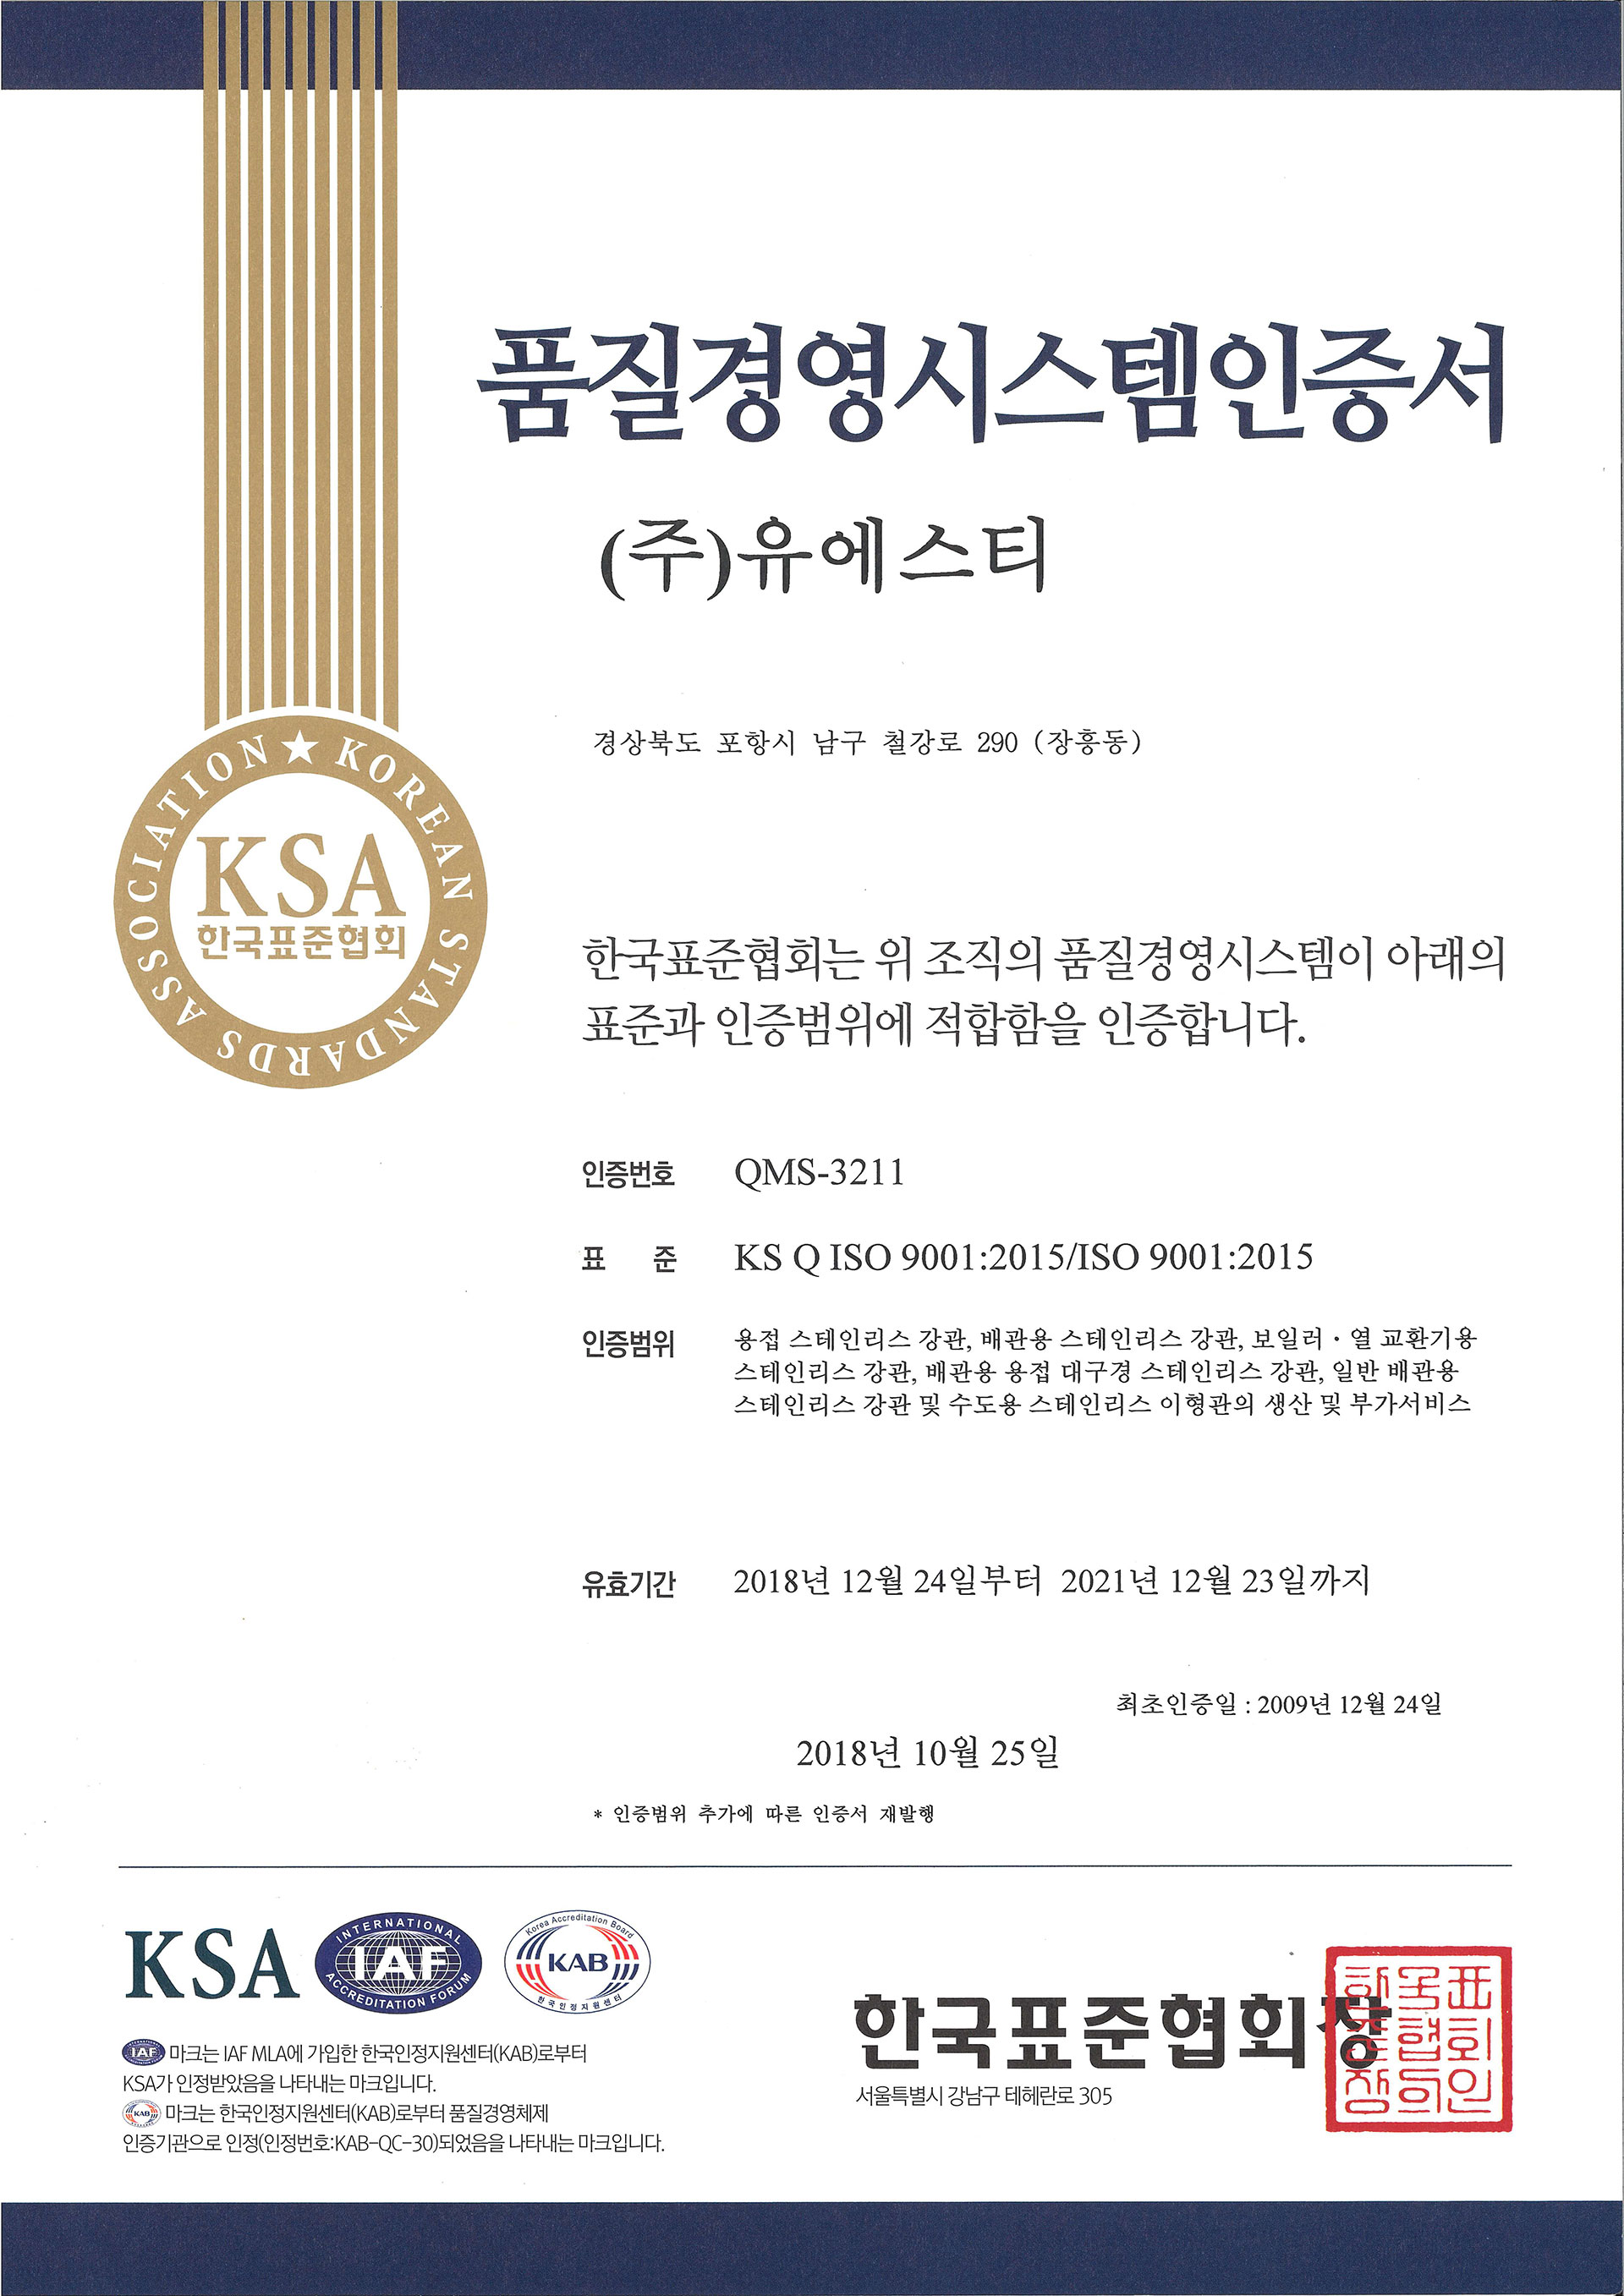 품질경영시스템인증서
(주)유에스티
경상북도 포항시 남구 철강로 290 (장흥동)
KOREAN STANDARDS ASSOCIATION
KSA
한국표준협회
한국표준협회는 위 조직의 품질경영시스템이 아래의
표준과 인증범위에 적합함을 인증합니다.
인증번호 QMS-3211
표 준 KS Q ISO 9001:2015/ISO 9001:2015
인증범위 용접 스테인리스 강관, 배관용 스테인리스 강관, 보일러 · 열 교환기용
스테인리스 강관, 배관용 용접 대구경 스테인리스 강관, 일반 배관용
스테인리스 강관 및 수도용 스테인리스 이형관의 생산 및 부가서비스
유효기간 2018년 12월 24일부터 2021년 12월 23일까지
최초인증일 : 2009년 12월 24일
2018년 10월 25일
* 인증범위 추가에 따른 인증서 재발행
KSA
INTERNATIONAL
IAF
ACCREDITATION FORUM
Korea Accreditation Board
KAB
한국인정지원센터
IAF 마크는 IAF MLA에 가입한 한국인정지원센터(KAB)로부터
KSA가 인정받았음을 나타내는 마크입니다.
KAB 마크는 한국인정지원센터(KAB)로부터 품질경영체제
인증기관으로 인정(인정번호:KAB-QC-30)되었음을 나타내는 마크입니다.
한국표준협회장
서울특별시 강남구 테헤란로 305